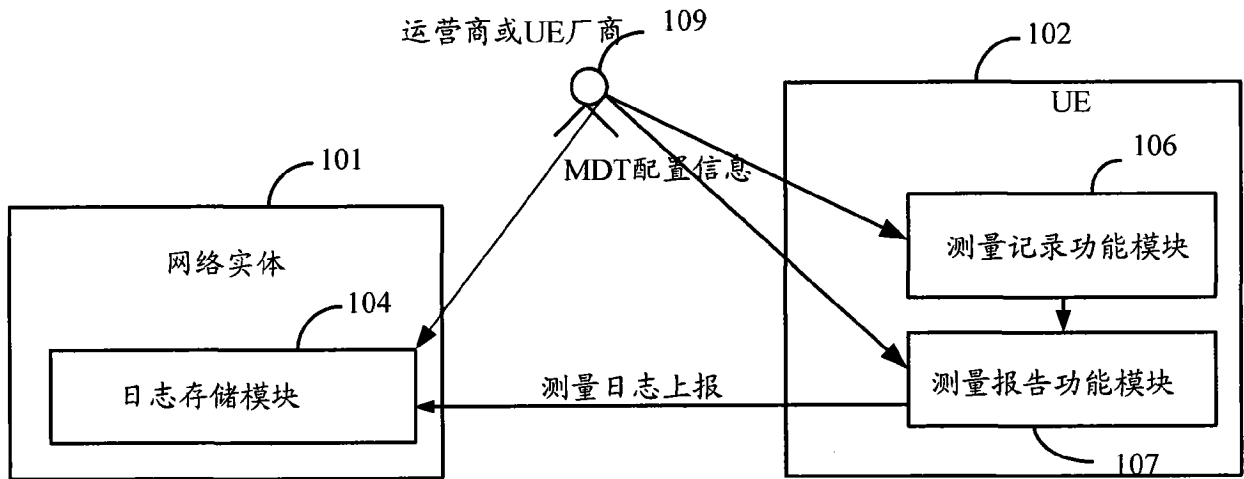 运营商或UE厂商
109
102
UE
101
MDT配置信息
106
网络实体
测量记录功能模块
104
日志存储模块
测量日志上报
测量报告功能模块
107